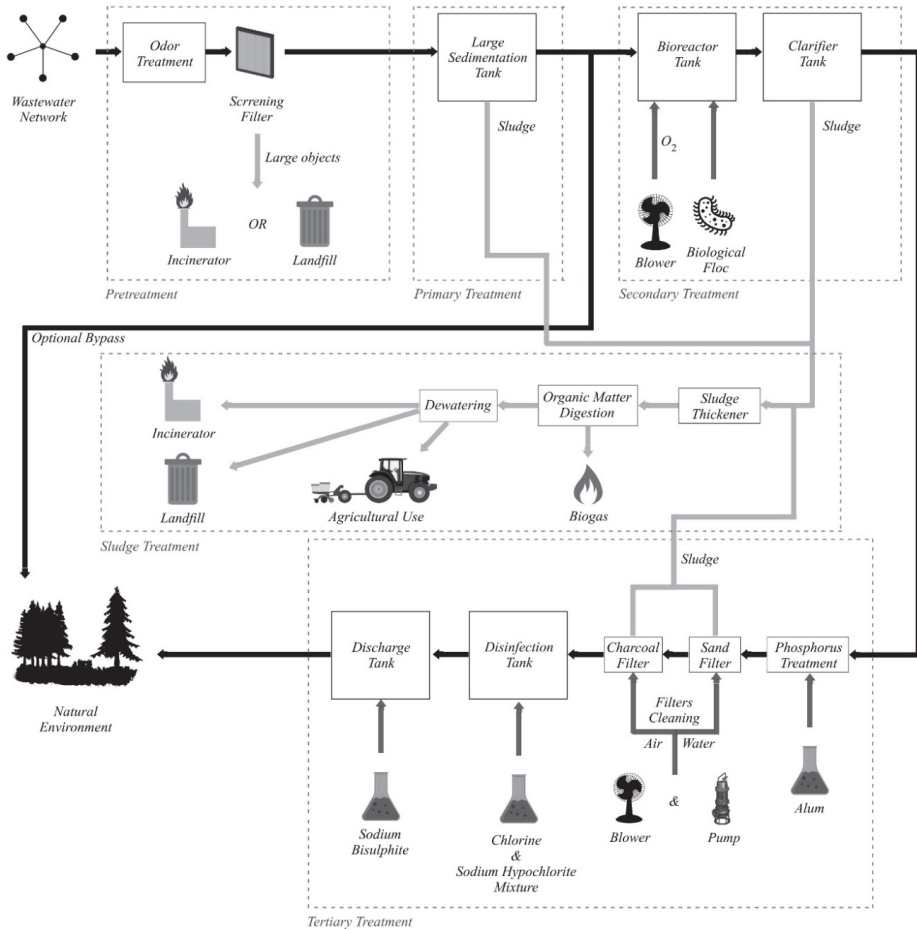 Wastewater
Network
Odor
Treatment
Scrrening
Filter
Large objects
OR
Incinerator
Landfill
Pretreatment
Large
Sedimentation
Tank
Sludge
Primary Treatment
Bioreactor
Tank
Clarifier
Tank
O2
Sludge
Blower
Biological
Floc
Secondary Treatment
Optional Bypass
Incinerator
Landfill
Dewatering
Organic Matter
Digestion
Sludge
Thickener
Agricultural Use
Biogas
Sludge Treatment
Sludge
Natural
Environment
Discharge
Tank
Disinfection
Tank
Charcoal
Filter
Sand
Filter
Phosphorus
Treatment
Filters
Cleaning
Air
Water
Sodium
Bisulphite
Chlorine
&
Sodium Hypochlorite
Mixture
Blower
&
Pump
Alum
Tertiary Treatment